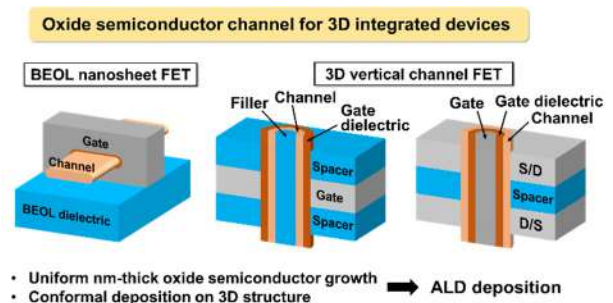 Oxide semiconductor channel for 3D integrated devices
BEOL nanosheet FET
Gate
Channel
BEOL dielectric
3D vertical channel FET
Filler
Channel
Gate
dielectric
Spacer
Gate
Spacer
Gate
Gate dielectric
Channel
S/D
Spacer
D/S
• Uniform nm-thick oxide semiconductor growth
• Conformal deposition on 3D structure
ALD deposition